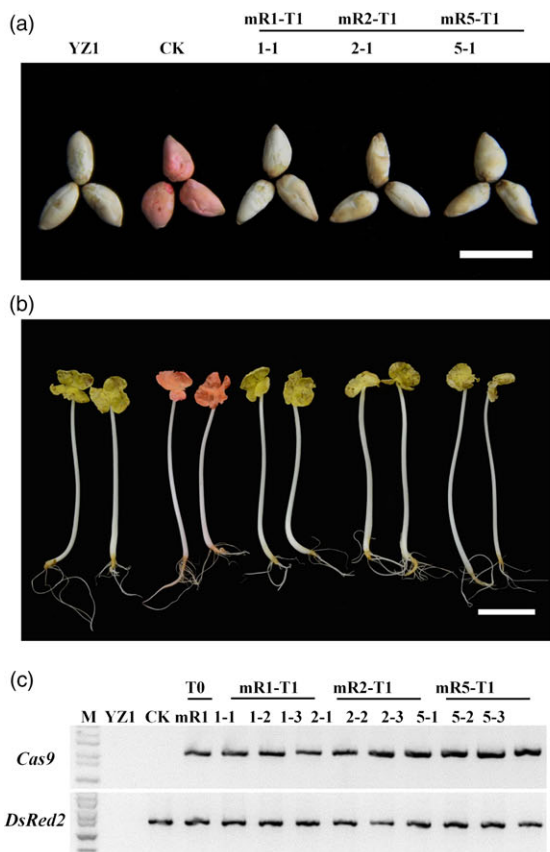 (a)
mR1-T1 mR2-T1 mR5-T1
YZ1 CK 1-1 2-1 5-1
(b)
(c)
T0 mR1-T1 mR2-T1 mR5-T1
M YZ1 CK mR1 1-1 1-2 1-3 2-1 2-2 2-3 5-1 5-2 5-3
Cas9
DsRed2